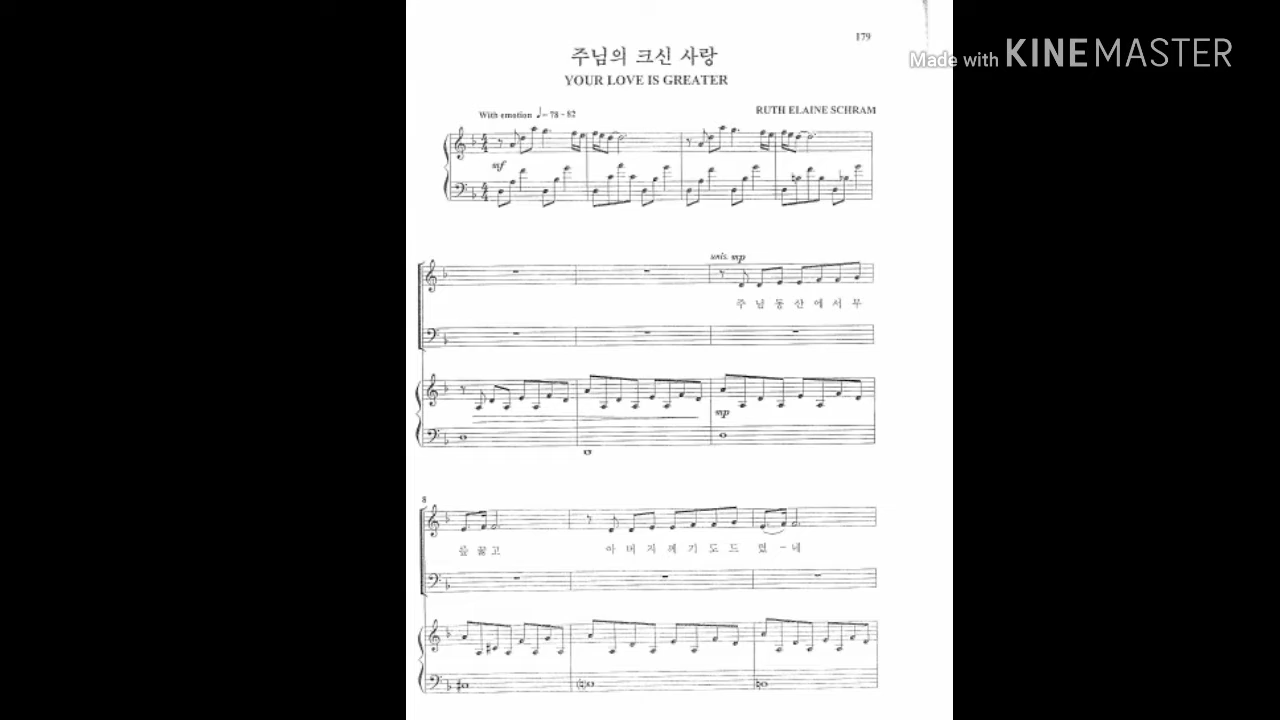 179
Made with KINEMASTER
주님의 크신 사랑
YOUR LOVE IS GREATER
RUTH ELAINE SCHRAM
With emotion ♩= 78 - 82
mf
unis. mp
주 님 동 산 에 서 무
mp
8
릎 꿇 고 아 버 지 께 기 도 드 렸 - 네